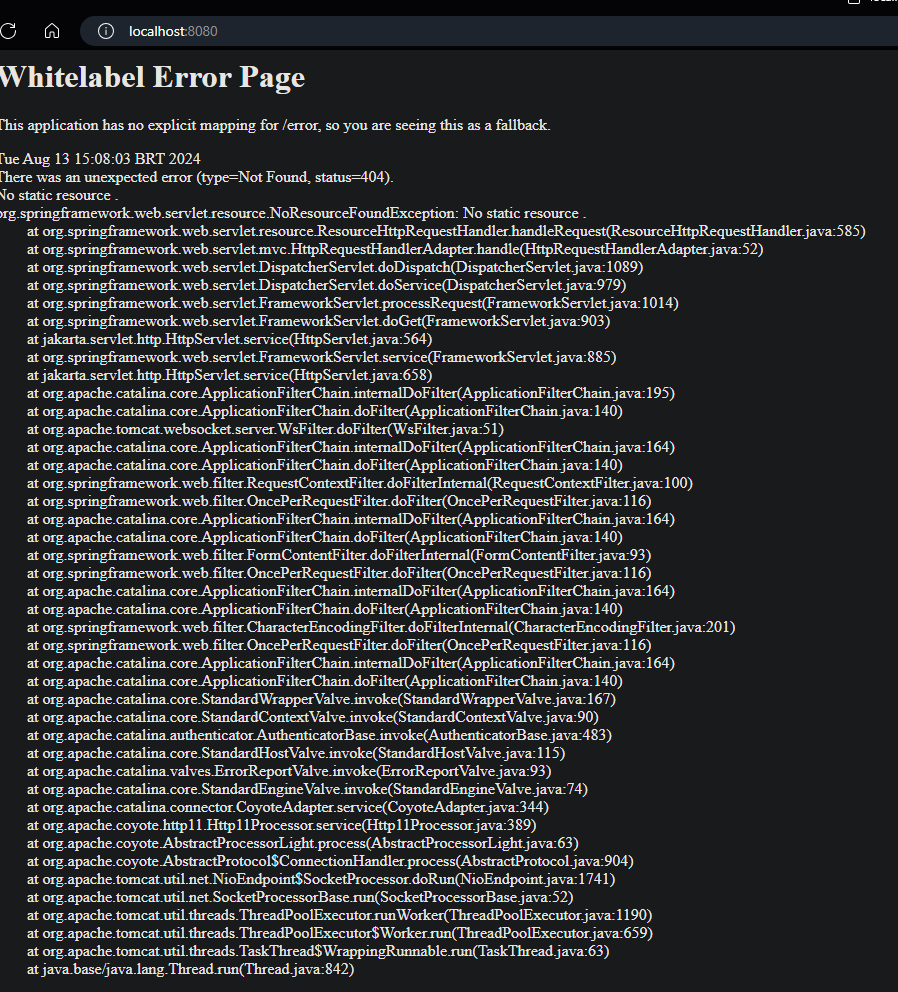 localhost:8080
Whitelabel Error Page
This application has no explicit mapping for /error, so you are seeing this as a fallback.
Tue Aug 13 15:08:03 BRT 2024
There was an unexpected error (type=Not Found, status=404).
No static resource .
org.springframework.web.servlet.resource.NoResourceFoundException: No static resource .
at org.springframework.web.servlet.resource.ResourceHttpRequestHandler.handleRequest(ResourceHttpRequestHandler.java:585)
at org.springframework.web.servlet.mvc.HttpRequestHandlerAdapter.handle(HttpRequestHandlerAdapter.java:52)
at org.springframework.web.servlet.DispatcherServlet.doDispatch(DispatcherServlet.java:1089)
at org.springframework.web.servlet.DispatcherServlet.doService(DispatcherServlet.java:979)
at org.springframework.web.servlet.FrameworkServlet.processRequest(FrameworkServlet.java:1014)
at org.springframework.web.servlet.FrameworkServlet.doGet(FrameworkServlet.java:903)
at jakarta.servlet.http.HttpServlet.service(HttpServlet.java:564)
at org.springframework.web.servlet.FrameworkServlet.service(FrameworkServlet.java:885)
at jakarta.servlet.http.HttpServlet.service(HttpServlet.java:658)
at org.apache.catalina.core.ApplicationFilterChain.internalDoFilter(ApplicationFilterChain.java:195)
at org.apache.catalina.core.ApplicationFilterChain.doFilter(ApplicationFilterChain.java:140)
at org.apache.tomcat.websocket.server.WsFilter.doFilter(WsFilter.java:51)
at org.apache.catalina.core.ApplicationFilterChain.internalDoFilter(ApplicationFilterChain.java:164)
at org.apache.catalina.core.ApplicationFilterChain.doFilter(ApplicationFilterChain.java:140)
at org.springframework.web.filter.RequestContextFilter.doFilterInternal(RequestContextFilter.java:100)
at org.springframework.web.filter.OncePerRequestFilter.doFilter(OncePerRequestFilter.java:116)
at org.apache.catalina.core.ApplicationFilterChain.internalDoFilter(ApplicationFilterChain.java:164)
at org.apache.catalina.core.ApplicationFilterChain.doFilter(ApplicationFilterChain.java:140)
at org.springframework.web.filter.FormContentFilter.doFilterInternal(FormContentFilter.java:93)
at org.springframework.web.filter.OncePerRequestFilter.doFilter(OncePerRequestFilter.java:116)
at org.apache.catalina.core.ApplicationFilterChain.internalDoFilter(ApplicationFilterChain.java:164)
at org.apache.catalina.core.ApplicationFilterChain.doFilter(ApplicationFilterChain.java:140)
at org.springframework.web.filter.CharacterEncodingFilter.doFilterInternal(CharacterEncodingFilter.java:201)
at org.springframework.web.filter.OncePerRequestFilter.doFilter(OncePerRequestFilter.java:116)
at org.apache.catalina.core.ApplicationFilterChain.internalDoFilter(ApplicationFilterChain.java:164)
at org.apache.catalina.core.ApplicationFilterChain.doFilter(ApplicationFilterChain.java:140)
at org.apache.catalina.core.StandardWrapperValve.invoke(StandardWrapperValve.java:167)
at org.apache.catalina.core.StandardContextValve.invoke(StandardContextValve.java:90)
at org.apache.catalina.authenticator.AuthenticatorBase.invoke(AuthenticatorBase.java:483)
at org.apache.catalina.core.StandardHostValve.invoke(StandardHostValve.java:115)
at org.apache.catalina.valves.ErrorReportValve.invoke(ErrorReportValve.java:93)
at org.apache.catalina.core.StandardEngineValve.invoke(StandardEngineValve.java:74)
at org.apache.catalina.connector.CoyoteAdapter.service(CoyoteAdapter.java:344)
at org.apache.coyote.http11.Http11Processor.service(Http11Processor.java:389)
at org.apache.coyote.AbstractProcessorLight.process(AbstractProcessorLight.java:63)
at org.apache.coyote.AbstractProtocol$ConnectionHandler.process(AbstractProtocol.java:904)
at org.apache.tomcat.util.net.NioEndpoint$SocketProcessor.doRun(NioEndpoint.java:1741)
at org.apache.tomcat.util.net.SocketProcessorBase.run(SocketProcessorBase.java:52)
at org.apache.tomcat.util.threads.ThreadPoolExecutor.runWorker(ThreadPoolExecutor.java:1190)
at org.apache.tomcat.util.threads.ThreadPoolExecutor$Worker.run(ThreadPoolExecutor.java:659)
at org.apache.tomcat.util.threads.TaskThread$WrappingRunnable.run(TaskThread.java:63)
at java.base/java.lang.Thread.run(Thread.java:842)